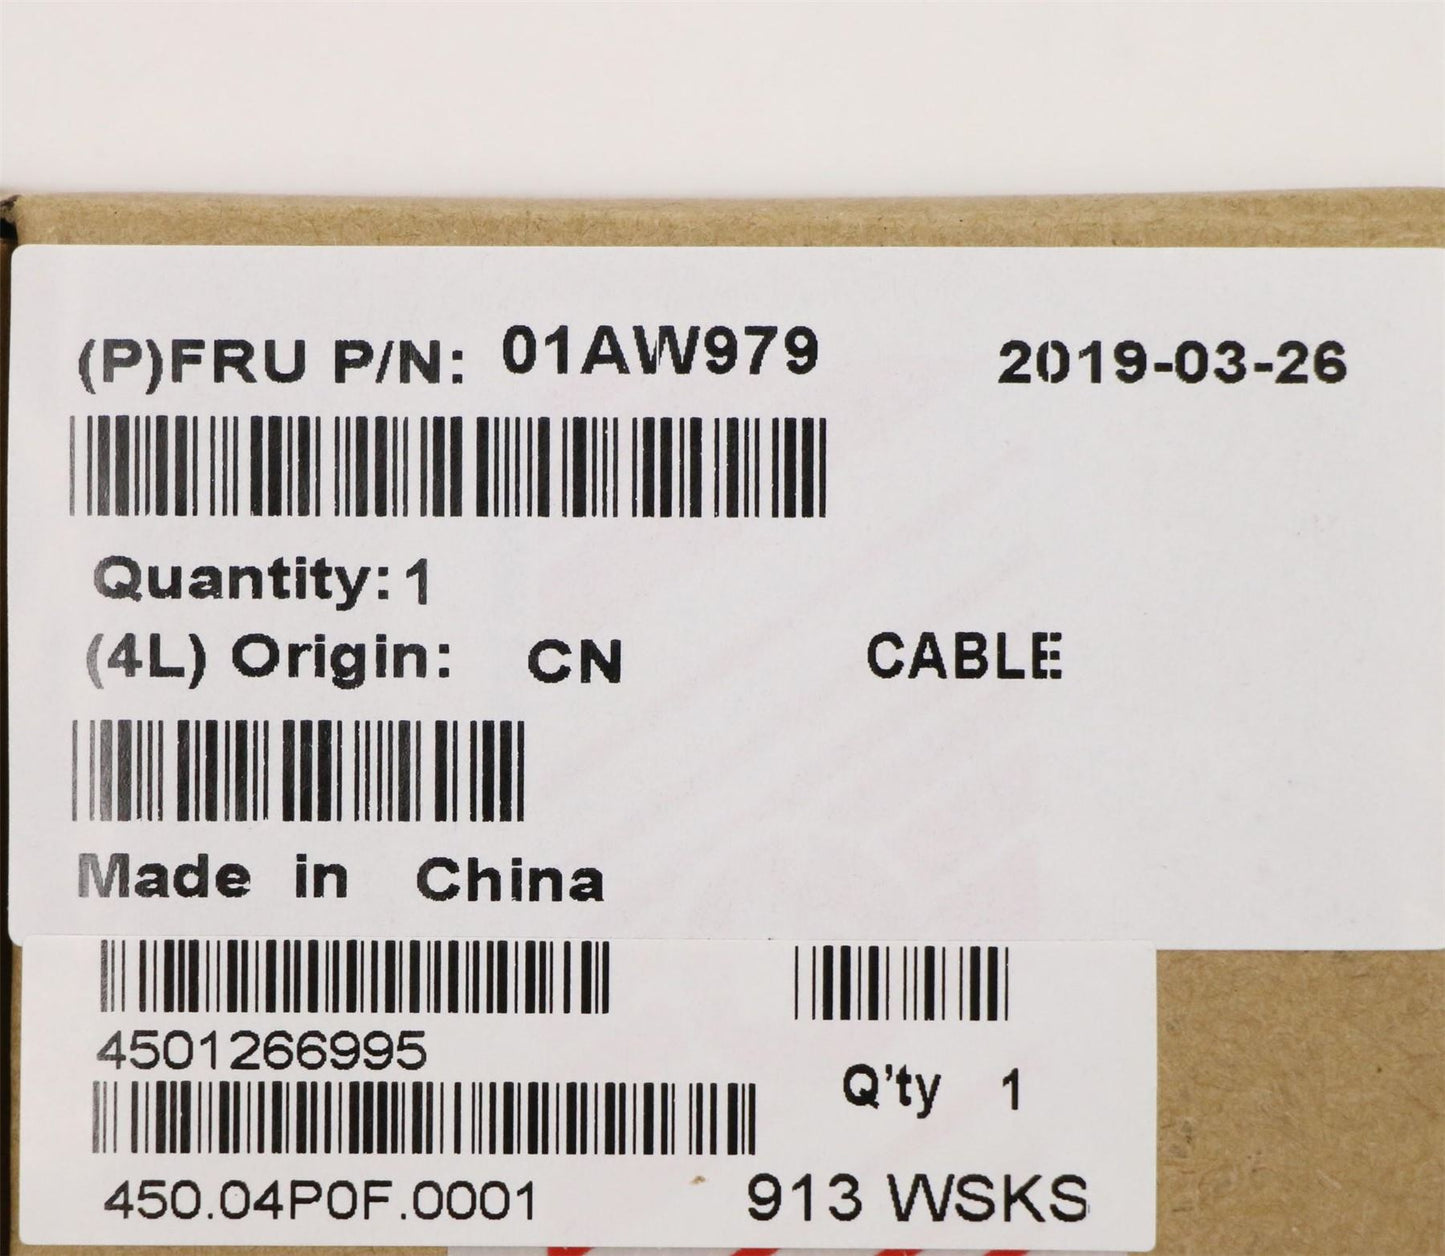 (P)FRU P/N: 01AW979 2019-03-26
Quantity: 1
(4L) Origin: CN CABLE
Made in China
4501266995
Q'ty 1
450.04P0F.0001 913 WSKS